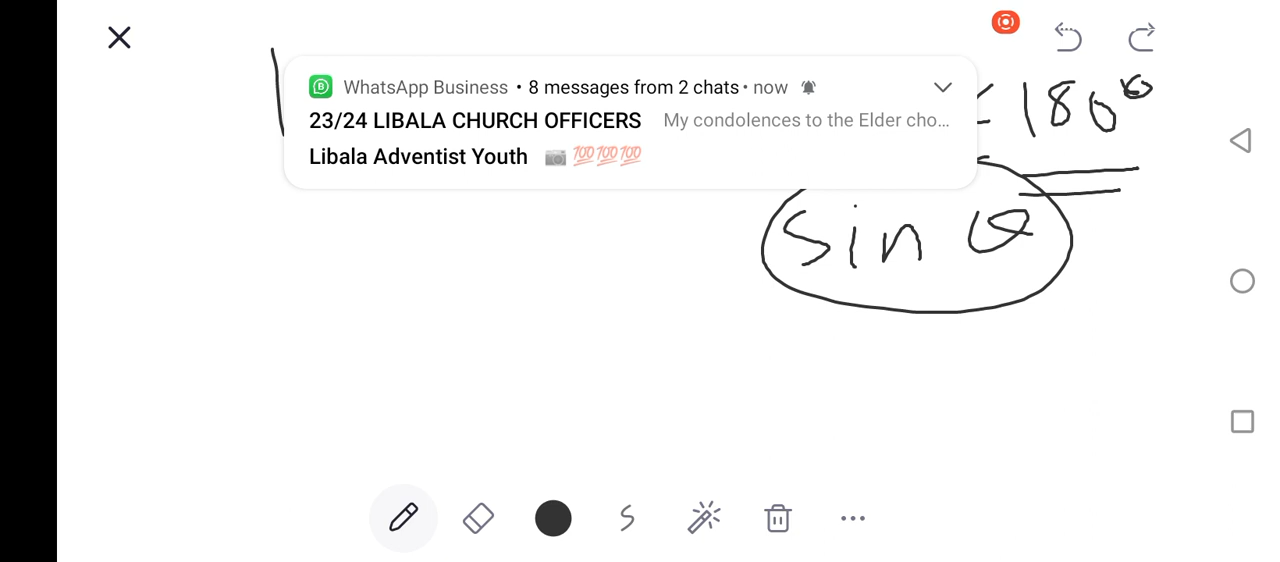 WhatsApp Business • 8 messages from 2 chats • now
23/24 LIBALA CHURCH OFFICERS My condolences to the Elder cho...
Libala Adventist Youth 📷 💯💯💯
180°
sin θ